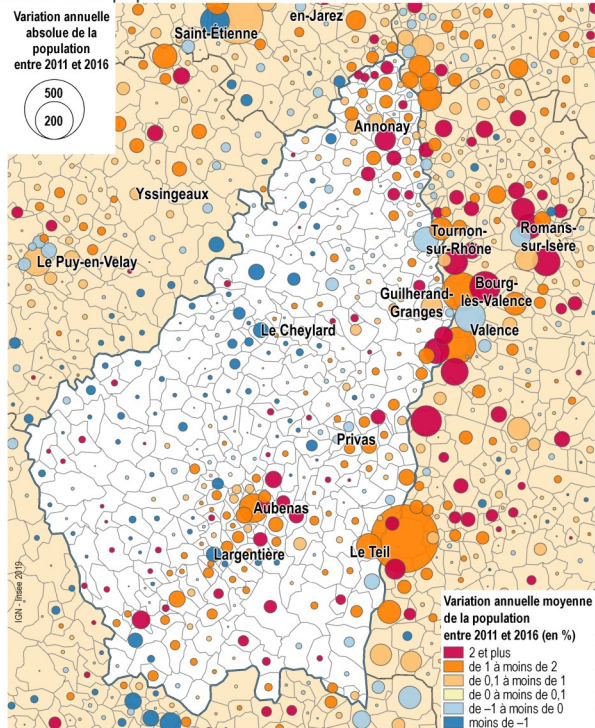 Variation annuelle
absolue de la
population
entre 2011 et 2016
500
200
en-Jarez
Saint-Étienne
Annonay
Yssingeaux
Tournon-
sur-Rhône
Romans-
sur-Isère
Le Puy-en-Velay
Guilherand-
Granges
Bourg-
lès-Valence
Le Cheylard
Valence
Privas
Aubenas
Largentière
Le Teil
IGN - Insee 2019
Variation annuelle moyenne
de la population
entre 2011 et 2016 (en %)
2 et plus
de 1 à moins de 2
de 0,1 à moins de 1
de 0 à moins de 0,1
de –1 à moins de 0
moins de –1